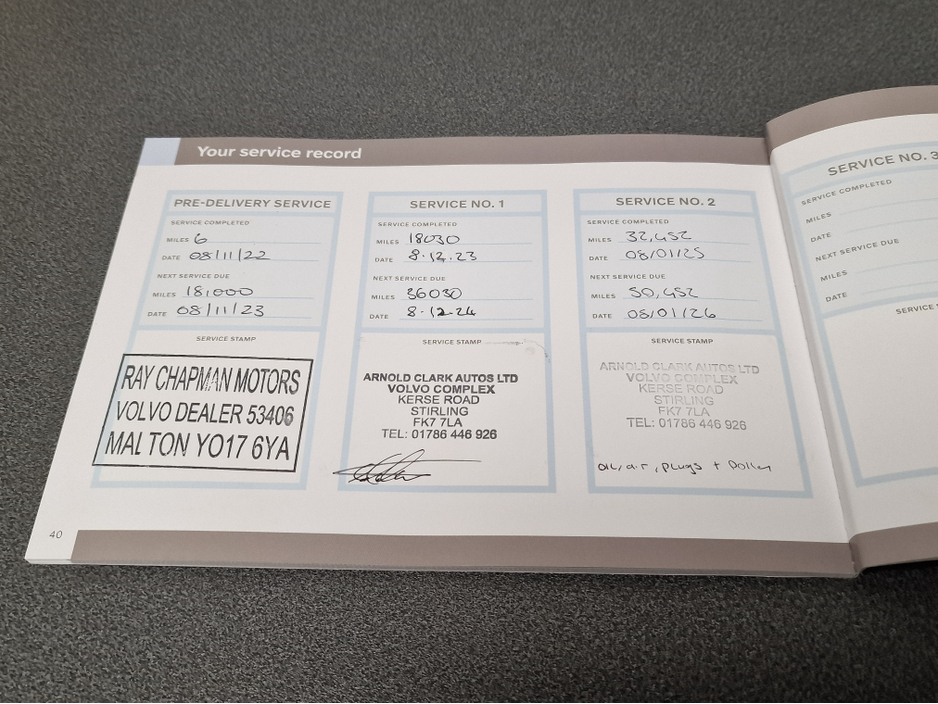 Your service record
PRE-DELIVERY SERVICE
SERVICE COMPLETED
MILES 6
DATE 08/11/22
NEXT SERVICE DUE
MILES 18,000
DATE 08/11/23
SERVICE STAMP
RAY CHAPMAN MOTORS
VOLVO DEALER 53406
MALTON YO17 6YA
SERVICE NO. 1
SERVICE COMPLETED
MILES 18030
DATE 8.12.23
NEXT SERVICE DUE
MILES 36030
DATE 8.12.24
SERVICE STAMP
ARNOLD CLARK AUTOS LTD
VOLVO COMPLEX
KERSE ROAD
STIRLING
FK7 7LA
TEL: 01786 446 926
SERVICE NO. 2
SERVICE COMPLETED
MILES 32,452
DATE 08/01/25
NEXT SERVICE DUE
MILES 50,452
DATE 08/01/26
SERVICE STAMP
ARNOLD CLARK AUTOS LTD
VOLVO COMPLEX
KERSE ROAD
STIRLING
FK7 7LA
TEL: 01786 446 926
oil, air, plugs + Pollen
SERVICE NO. 3
SERVICE COMPLETED
MILES
DATE
NEXT SERVICE DUE
MILES
DATE
SERVICE
40